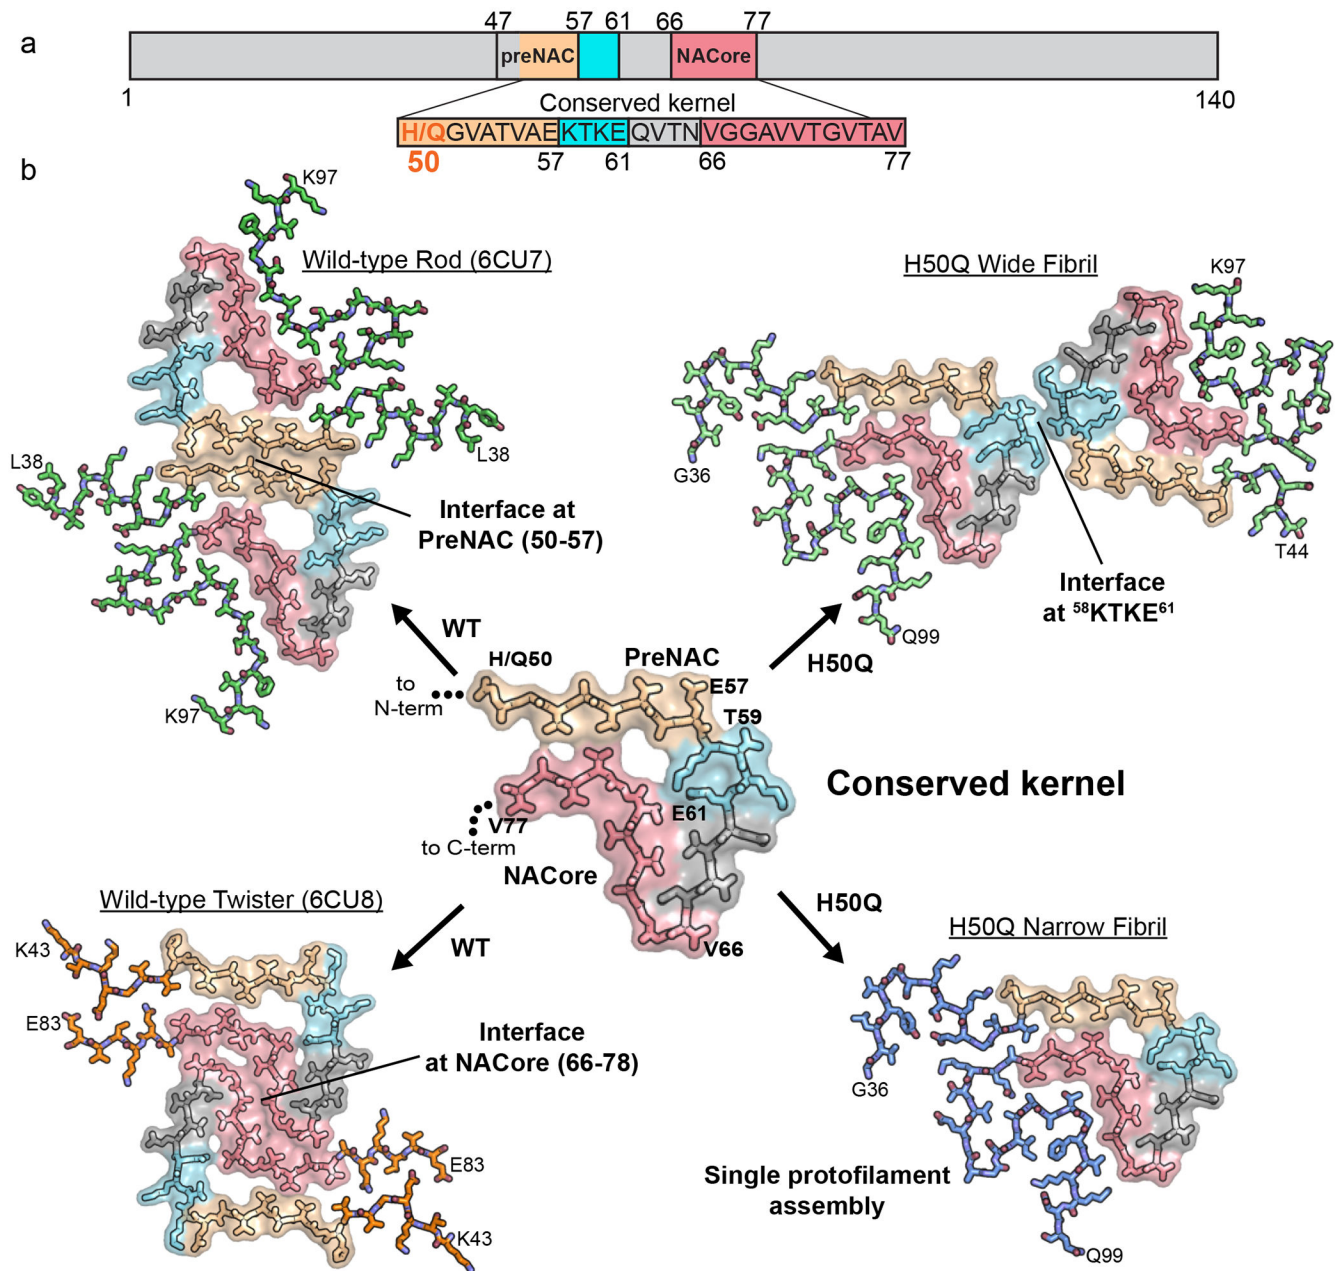 a
47 57 61 66 77
preNAC NACore
1 140
Conserved kernel
H/QGVATVAEKTKEQVTNVGGAVVTGVTAV
50 57 61 66 77
b
K97
Wild-type Rod (6CU7)
L38
L38
Interface at
PreNAC (50-57)
K97
WT
H50Q Wide Fibril
K97
G36
T44
Interface
at ⁵⁸KTKE⁶¹
Q99
H50Q
H/Q50
PreNAC
to
N-term
E57
T59
Conserved kernel
E61
V77
to C-term
NACore
V66
Wild-type Twister (6CU8)
WT
K43
E83
Interface
at NACore (66-78)
E83
K43
H50Q
H50Q Narrow Fibril
G36
Single protofilament
assembly
Q99